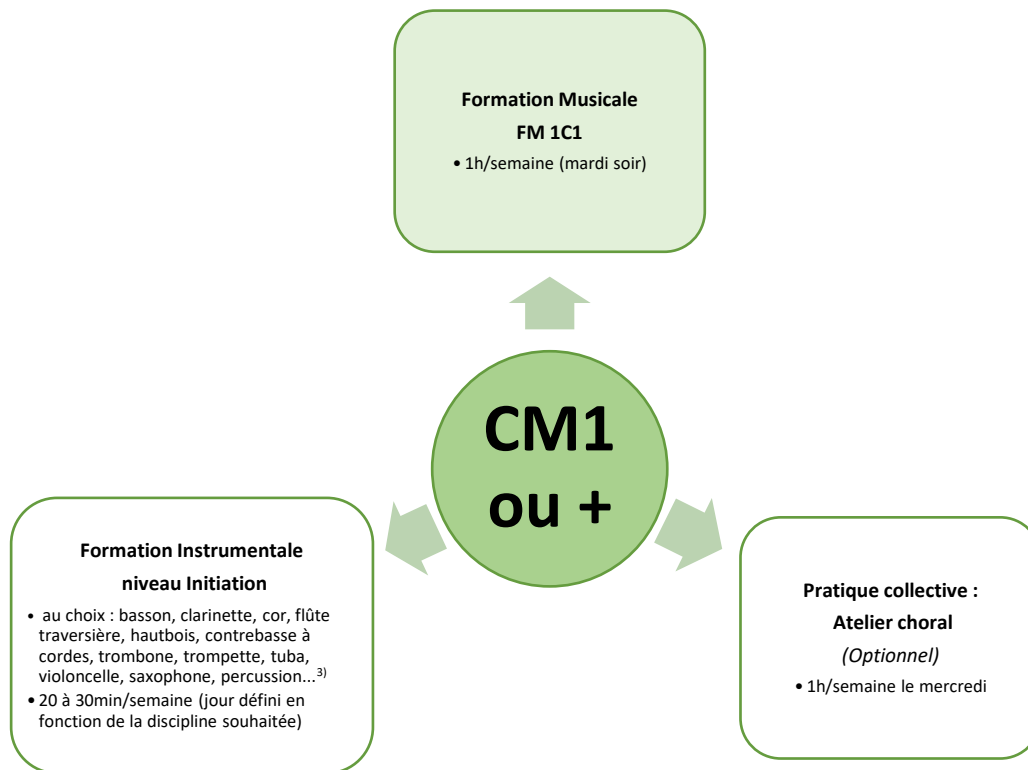 Formation Musicale
FM 1C1
• 1h/semaine (mardi soir)
CM1
ou +
Formation Instrumentale
niveau Initiation
• au choix : basson, clarinette, cor, flûte
traversière, hautbois, contrebasse à
cordes, trombone, trompette, tuba,
violoncelle, saxophone, percussion...3)
• 20 à 30min/semaine (jour défini en
fonction de la discipline souhaitée)
Pratique collective :
Atelier choral
(Optionnel)
• 1h/semaine le mercredi